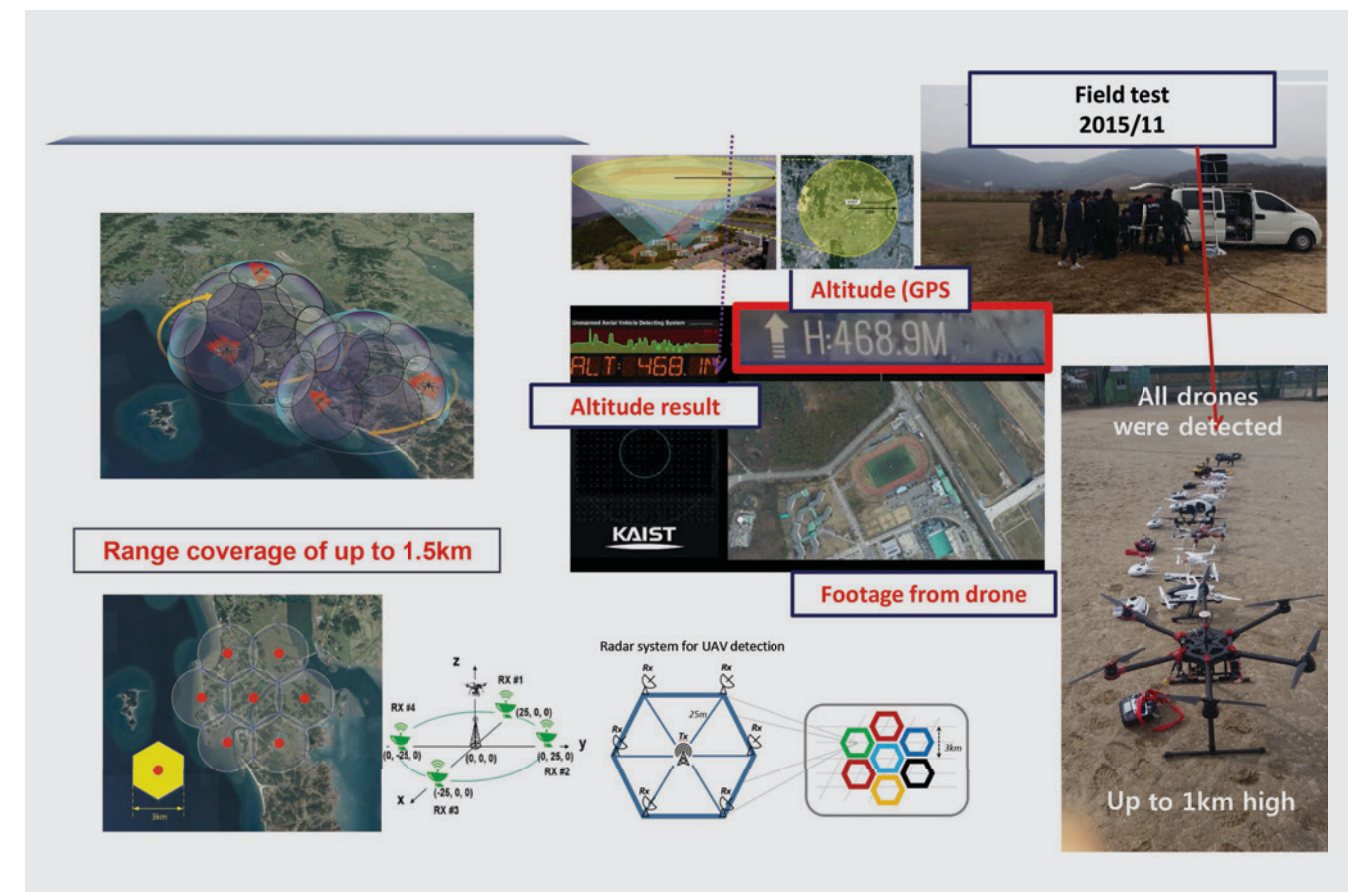 Field test
2015/11
Altitude (GPS
Unmanned Aerial Vehicle Detecting System
ALT: 468.1M
H:468.9M
Altitude result
KAIST
Footage from drone
All drones
were detected
Up to 1km high
Range coverage of up to 1.5km
3km
z
RX #1
(25, 0, 0)
RX #4
(0, -25, 0)
(0, 0, 0)
(0, 25, 0)
y
RX #2
(-25, 0, 0)
x
RX #3
Radar system for UAV detection
Rx
Rx
25m
Rx
Tx
Rx
Rx
Rx
3km